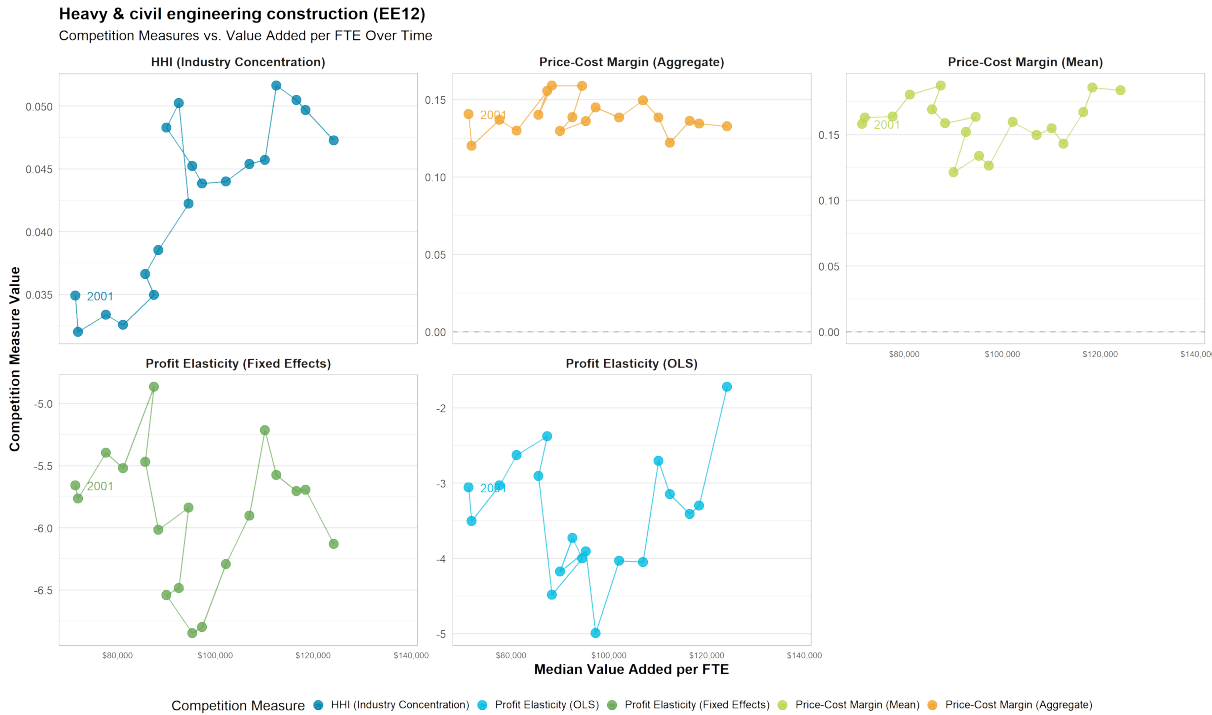 Heavy & civil engineering construction (EE12)
Competition Measures vs. Value Added per FTE Over Time
HHI (Industry Concentration)
Price-Cost Margin (Aggregate)
Price-Cost Margin (Mean)
0.050
0.045
0.040
0.035
2001
0.15
0.10
0.05
0.00
2001
0.15
0.10
0.05
0.00
2001
$80,000 $100,000 $120,000 $140,000
Competition Measure Value
Profit Elasticity (Fixed Effects)
Profit Elasticity (OLS)
-5.0
-5.5
-6.0
-6.5
2001
-2
-3
-4
-5
2001
$80,000 $100,000 $120,000 $140,000
$80,000 $100,000 $120,000 $140,000
Median Value Added per FTE
Competition Measure HHI (Industry Concentration) Profit Elasticity (OLS) Profit Elasticity (Fixed Effects) Price-Cost Margin (Mean) Price-Cost Margin (Aggregate)